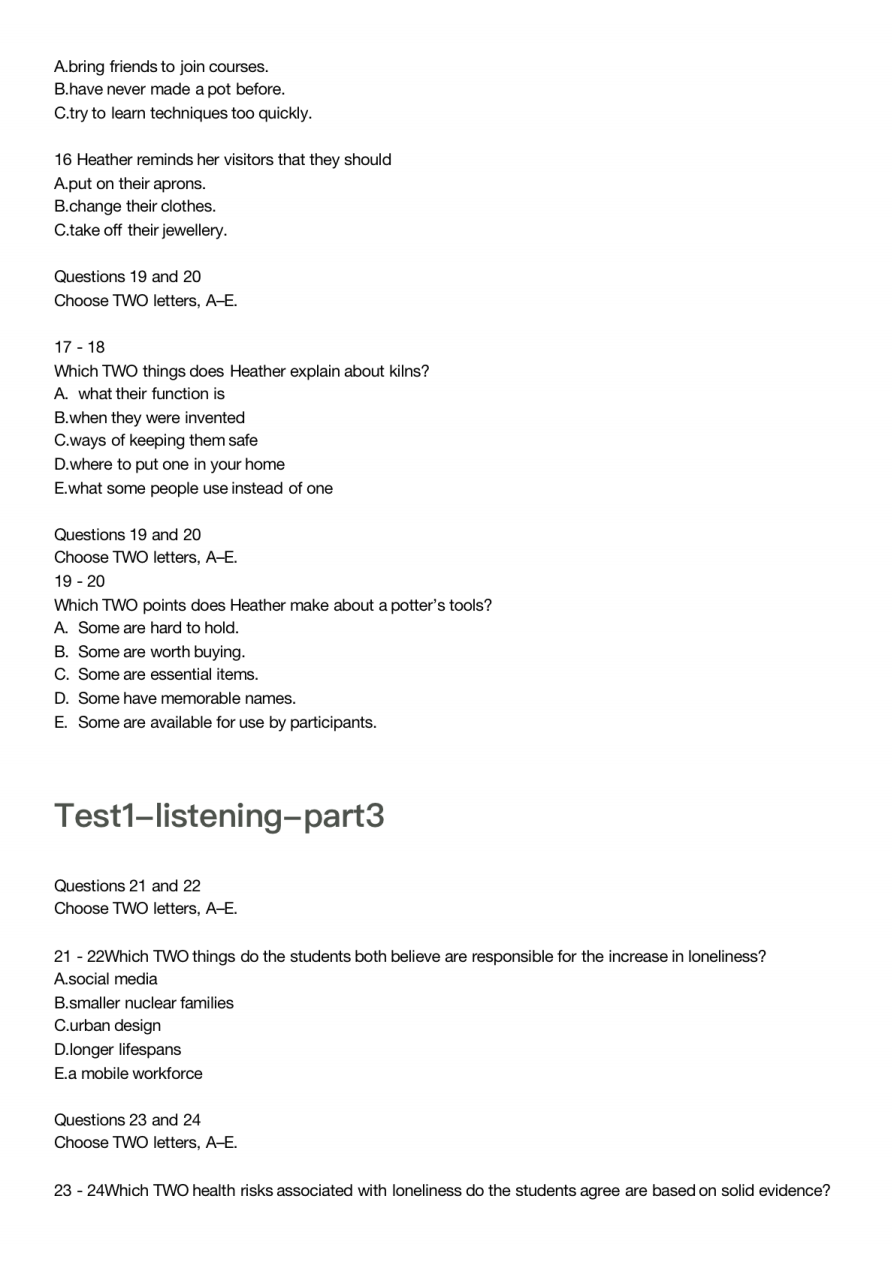 A.bring friends to join courses.
B.have never made a pot before.
C.try to learn techniques too quickly.
16 Heather reminds her visitors that they should
A.put on their aprons.
B.change their clothes.
C.take off their jewellery.
Questions 19 and 20
Choose TWO letters, A–E.
17 - 18
Which TWO things does Heather explain about kilns?
A. what their function is
B.when they were invented
C.ways of keeping them safe
D.where to put one in your home
E.what some people use instead of one
Questions 19 and 20
Choose TWO letters, A–E.
19 - 20
Which TWO points does Heather make about a potter’s tools?
A. Some are hard to hold.
B. Some are worth buying.
C. Some are essential items.
D. Some have memorable names.
E. Some are available for use by participants.
Test1–listening–part3
Questions 21 and 22
Choose TWO letters, A–E.
21 - 22Which TWO things do the students both believe are responsible for the increase in loneliness?
A.social media
B.smaller nuclear families
C.urban design
D.longer lifespans
E.a mobile workforce
Questions 23 and 24
Choose TWO letters, A–E.
23 - 24Which TWO health risks associated with loneliness do the students agree are based on solid evidence?